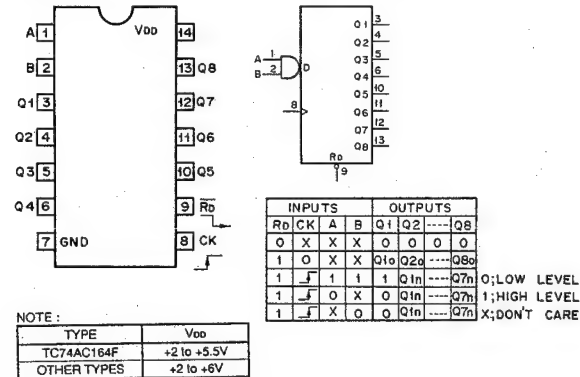 A 1 VDD 14
B 2 13 Q8
Q1 3 12 Q7
Q2 4 11 Q6
Q3 5 10 Q5
Q4 6 9 RD
7 GND 8 CK
A 1
B 2
D
8
Q1 3
Q2 4
Q3 5
Q4 6
Q5 10
Q6 11
Q7 12
Q8 13
RD
9
INPUTS OUTPUTS
RD CK A B Q1 Q2 ---- Q8
0 X X X 0 0 0 0
1 0 X X Q10 Q20 ---- Q80
1 1 1 1 Q1n ---- Q7n 0;LOW LEVEL
1 0 X 0 Q1n ---- Q7n 1;HIGH LEVEL
1 X 0 0 Q1n ---- Q7n X;DON'T CARE
NOTE :
TYPE VDD
TC74AC164F +2 to +5.5V
OTHER TYPES +2 to +6V